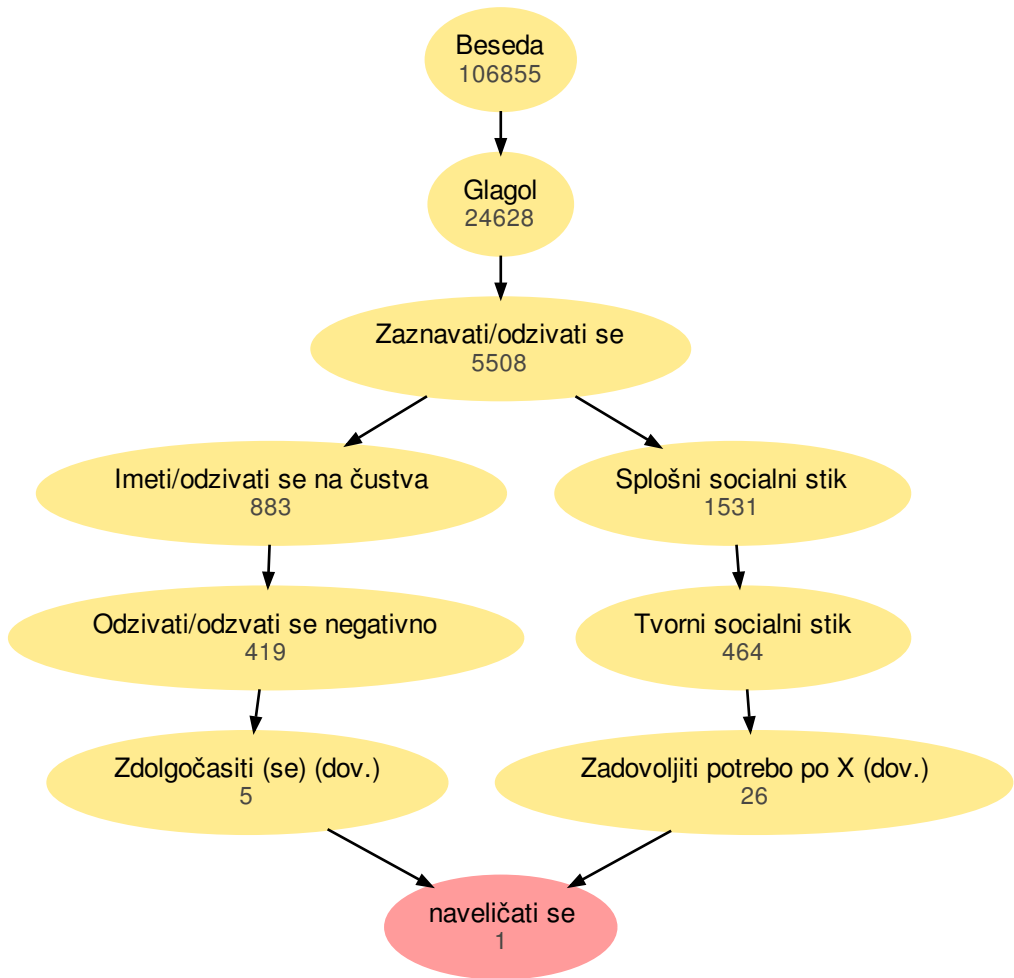 Beseda
106855
Glagol
24628
Zaznavati/odzivati se
5508
Imeti/odzivati se na čustva
883
Splošni socialni stik
1531
Odzivati/odzvati se negativno
419
Tvorni socialni stik
464
Zdolgočasiti (se) (dov.)
5
Zadovoljiti potrebo po X (dov.)
26
naveličati se
1